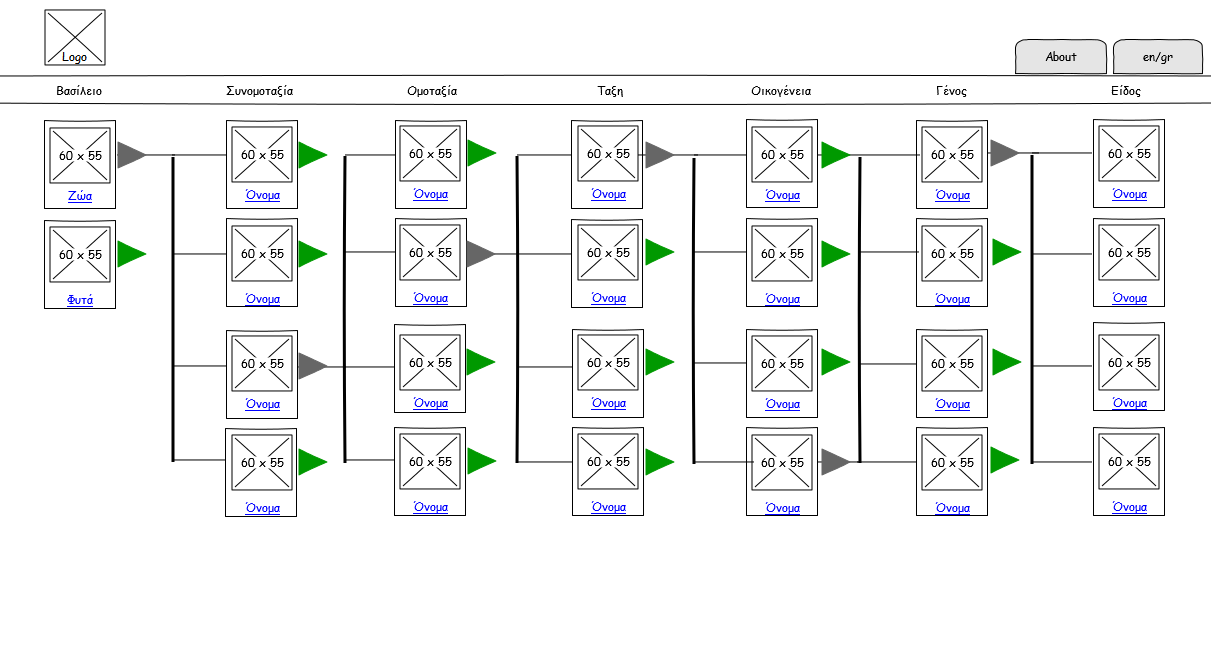 Logo
About en/gr
Βασίλειο Συνομοταξία Ομοταξία Ταξη Οικογένεια Γένος Είδος
60 x 55 60 x 55 60 x 55 60 x 55 60 x 55 60 x 55 60 x 55
Ζώα Όνομα Όνομα Όνομα Όνομα Όνομα Όνομα
60 x 55 60 x 55 60 x 55 60 x 55 60 x 55 60 x 55 60 x 55
Φυτά Όνομα Όνομα Όνομα Όνομα Όνομα Όνομα
60 x 55 60 x 55 60 x 55 60 x 55 60 x 55 60 x 55
Όνομα Όνομα Όνομα Όνομα Όνομα Όνομα
60 x 55 60 x 55 60 x 55 60 x 55 60 x 55 60 x 55
Όνομα Όνομα Όνομα Όνομα Όνομα Όνομα